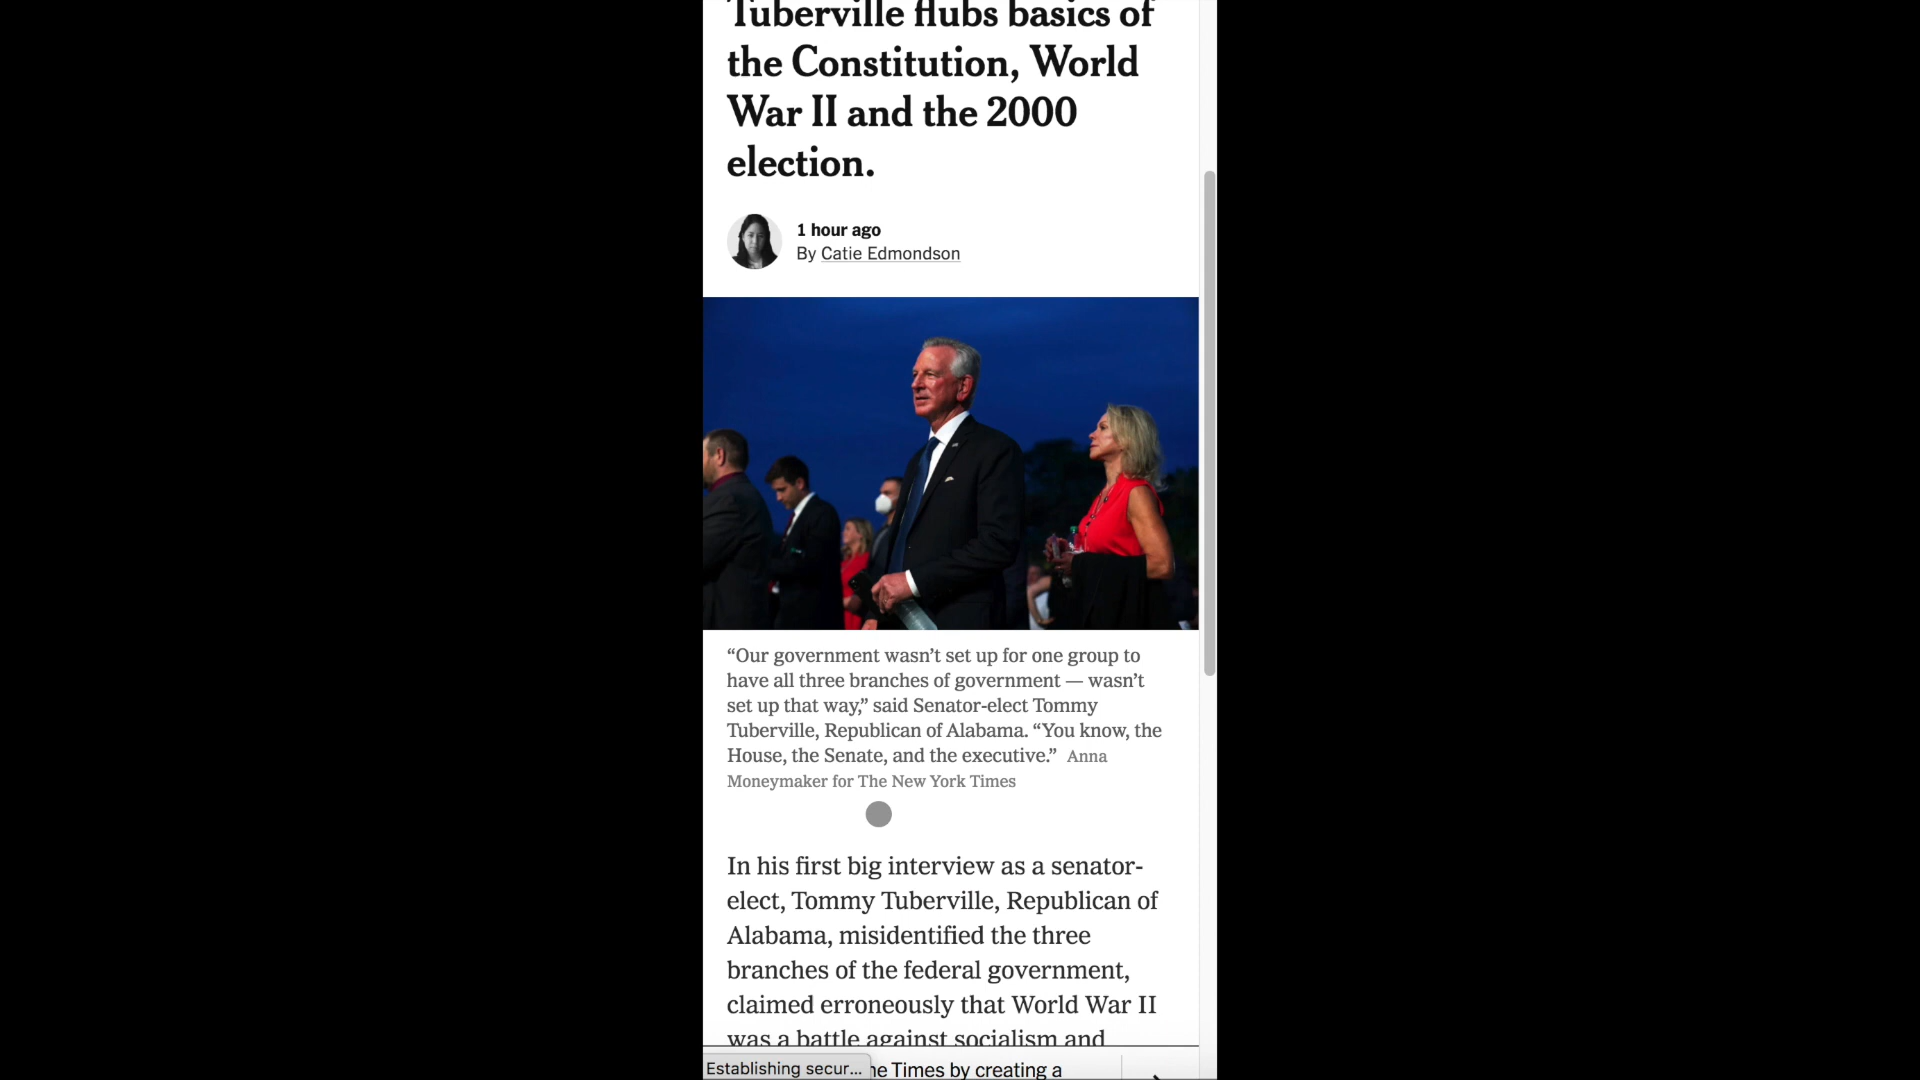 Tuberville flubs basics of
the Constitution, World
War II and the 2000
election.
1 hour ago
By Catie Edmondson
“Our government wasn’t set up for one group to
have all three branches of government — wasn’t
set up that way,” said Senator-elect Tommy
Tuberville, Republican of Alabama. “You know, the
House, the Senate, and the executive.” Anna
Moneymaker for The New York Times
In his first big interview as a senator-
elect, Tommy Tuberville, Republican of
Alabama, misidentified the three
branches of the federal government,
claimed erroneously that World War II
was a battle against socialism and
Establishing secur... he Times by creating a